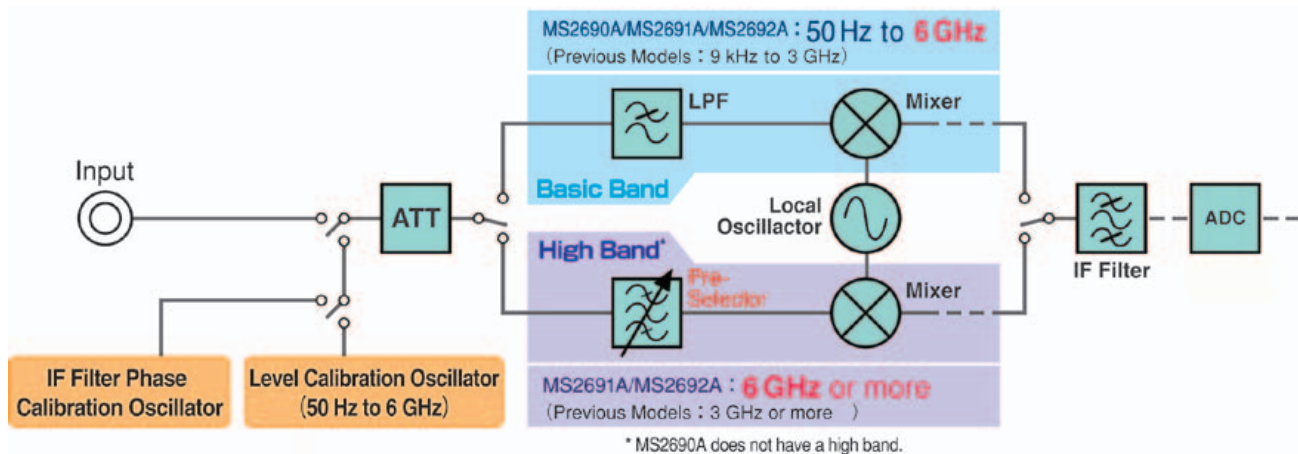 MS2690A/MS2691A/MS2692A : 50 Hz to 6 GHz
(Previous Models : 9 kHz to 3 GHz)
LPF
Mixer
Basic Band
Input
ATT
Local
Oscillactor
IF Filter
ADC
High Band*
Pre-
Selector
Mixer
IF Filter Phase
Calibration Oscillator
Level Calibration Oscillator
(50 Hz to 6 GHz)
MS2691A/MS2692A : 6 GHz or more
(Previous Models : 3 GHz or more )
* MS2690A does not have a high band.